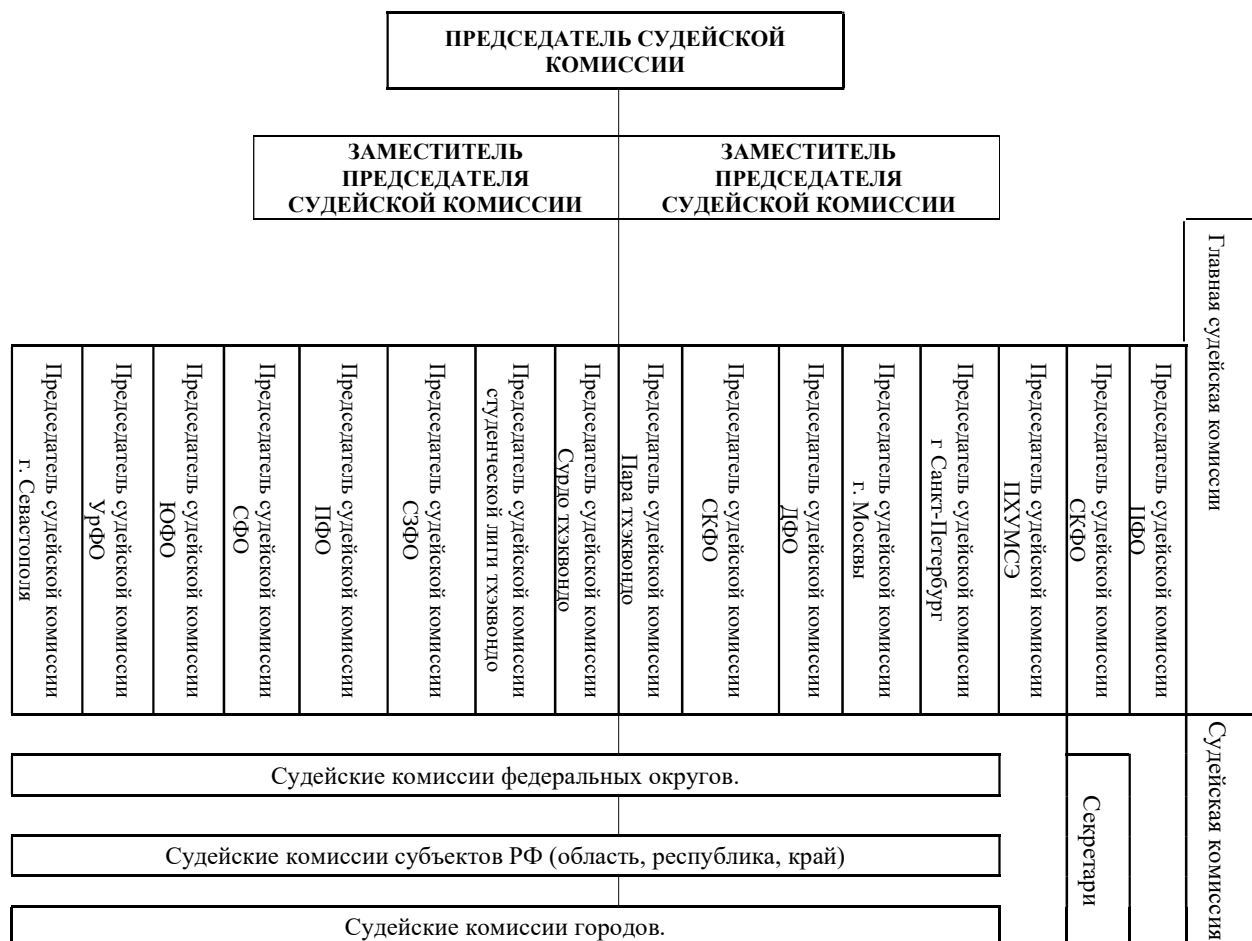 ПРЕДСЕДАТЕЛЬ СУДЕЙСКОЙ
КОМИССИИ
ЗАМЕСТИТЕЛЬ
ПРЕДСЕДАТЕЛЯ
СУДЕЙСКОЙ КОМИССИИ
ЗАМЕСТИТЕЛЬ
ПРЕДСЕДАТЕЛЯ
СУДЕЙСКОЙ КОМИССИИ
Главная судейская комиссии
Председатель судейской комиссии
г. Севастополя
Председатель судейской комиссии
УрФО
Председатель судейской комиссии
ЮФО
Председатель судейской комиссии
СФО
Председатель судейской комиссии
ПФО
Председатель судейской комиссии
СЗФО
Председатель судейской комиссии
студенческой лиги тхэквондо
Председатель судейской комиссии
Сурдо тхэквондо
Председатель судейской комиссии
Пара тхэквондо
Председатель судейской комиссии
СКФО
Председатель судейской комиссии
ДФО
Председатель судейской комиссии
г. Москвы
Председатель судейской комиссии
г Санкт-Петербург
Председатель судейской комиссии
ПХУМСЭ
Председатель судейской комиссии
СКФО
Председатель судейской комиссии
ПФО
Судейские комиссии федеральных округов.
Судейские комиссии субъектов РФ (область, республика, край)
Судейские комиссии городов.
Секретари
Судейская комиссия